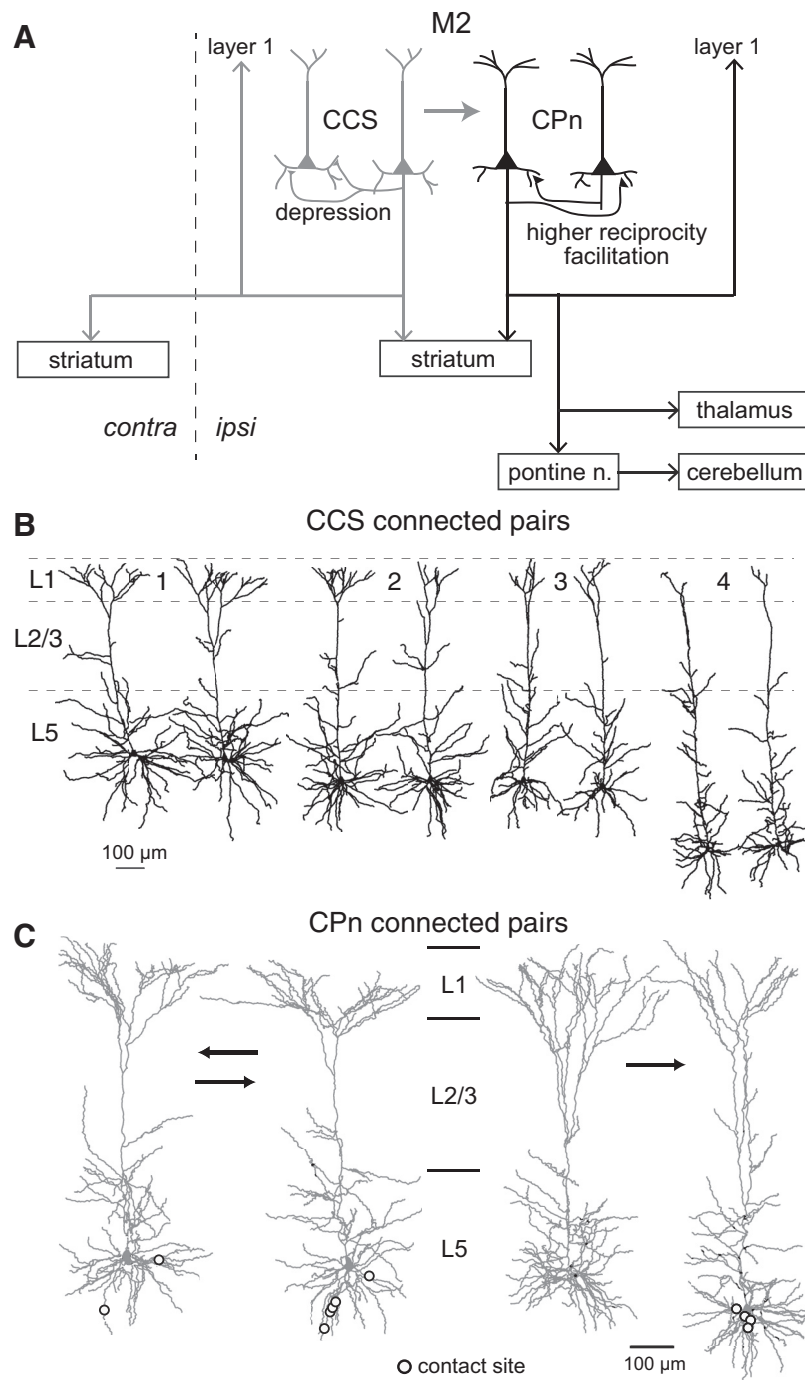 A
M2
layer 1
layer 1
CCS
CPn
depression
higher reciprocity
facilitation
striatum
striatum
contra
ipsi
thalamus
pontine n.
cerebellum
B
CCS connected pairs
L1
1
2
3
4
L2/3
L5
100 µm
C
CPn connected pairs
L1
L2/3
L5
contact site
100 µm